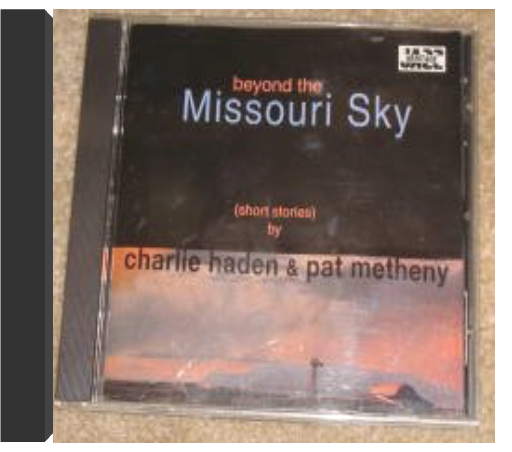 beyond the
Missouri Sky
(short stories)
by
charlie haden & pat metheny